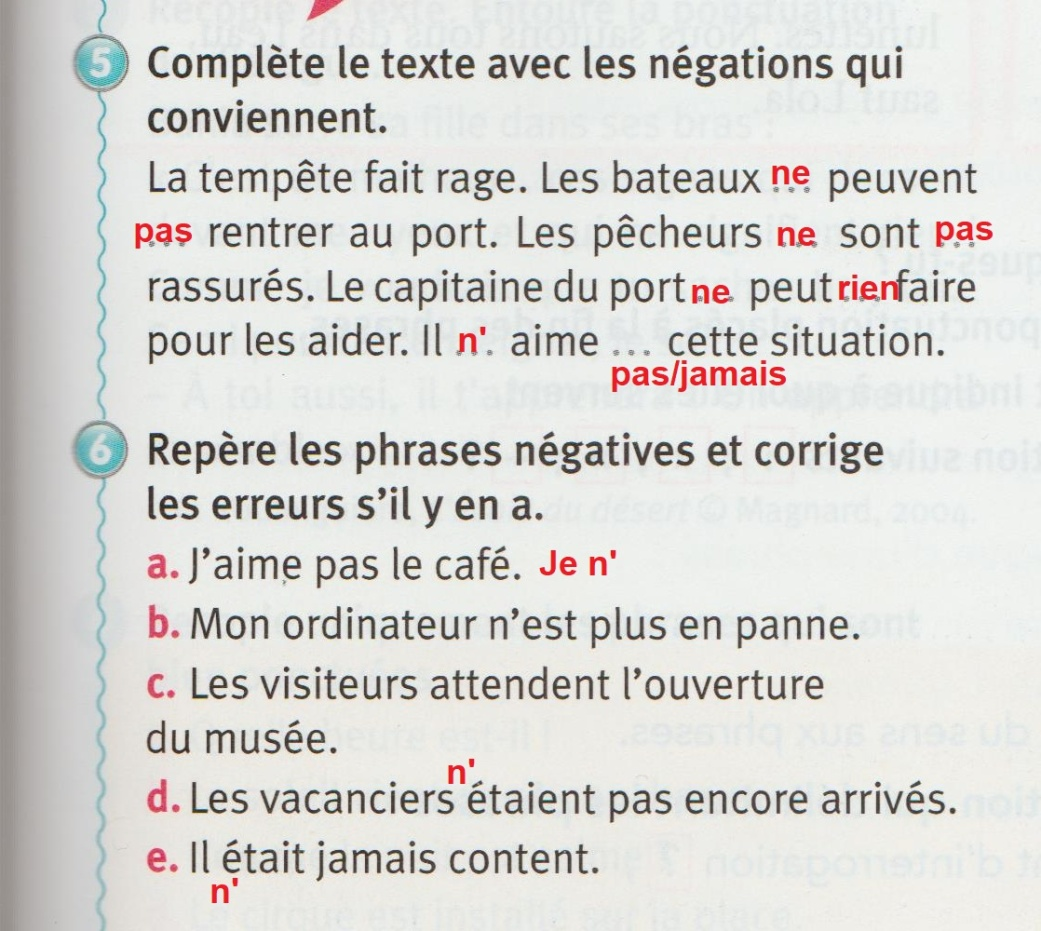 5 Complète le texte avec les négations qui
conviennent.
La tempête fait rage. Les bateaux ne peuvent
pas rentrer au port. Les pêcheurs ne sont pas
rassurés. Le capitaine du port ne peut rien faire
pour les aider. Il n' aime ... cette situation.
pas/jamais
6 Repère les phrases négatives et corrige
les erreurs s'il y en a.
a. J'aime pas le café. Je n'
b. Mon ordinateur n'est plus en panne.
c. Les visiteurs attendent l'ouverture
du musée.
n'
d. Les vacanciers étaient pas encore arrivés.
e. Il était jamais content.
n'